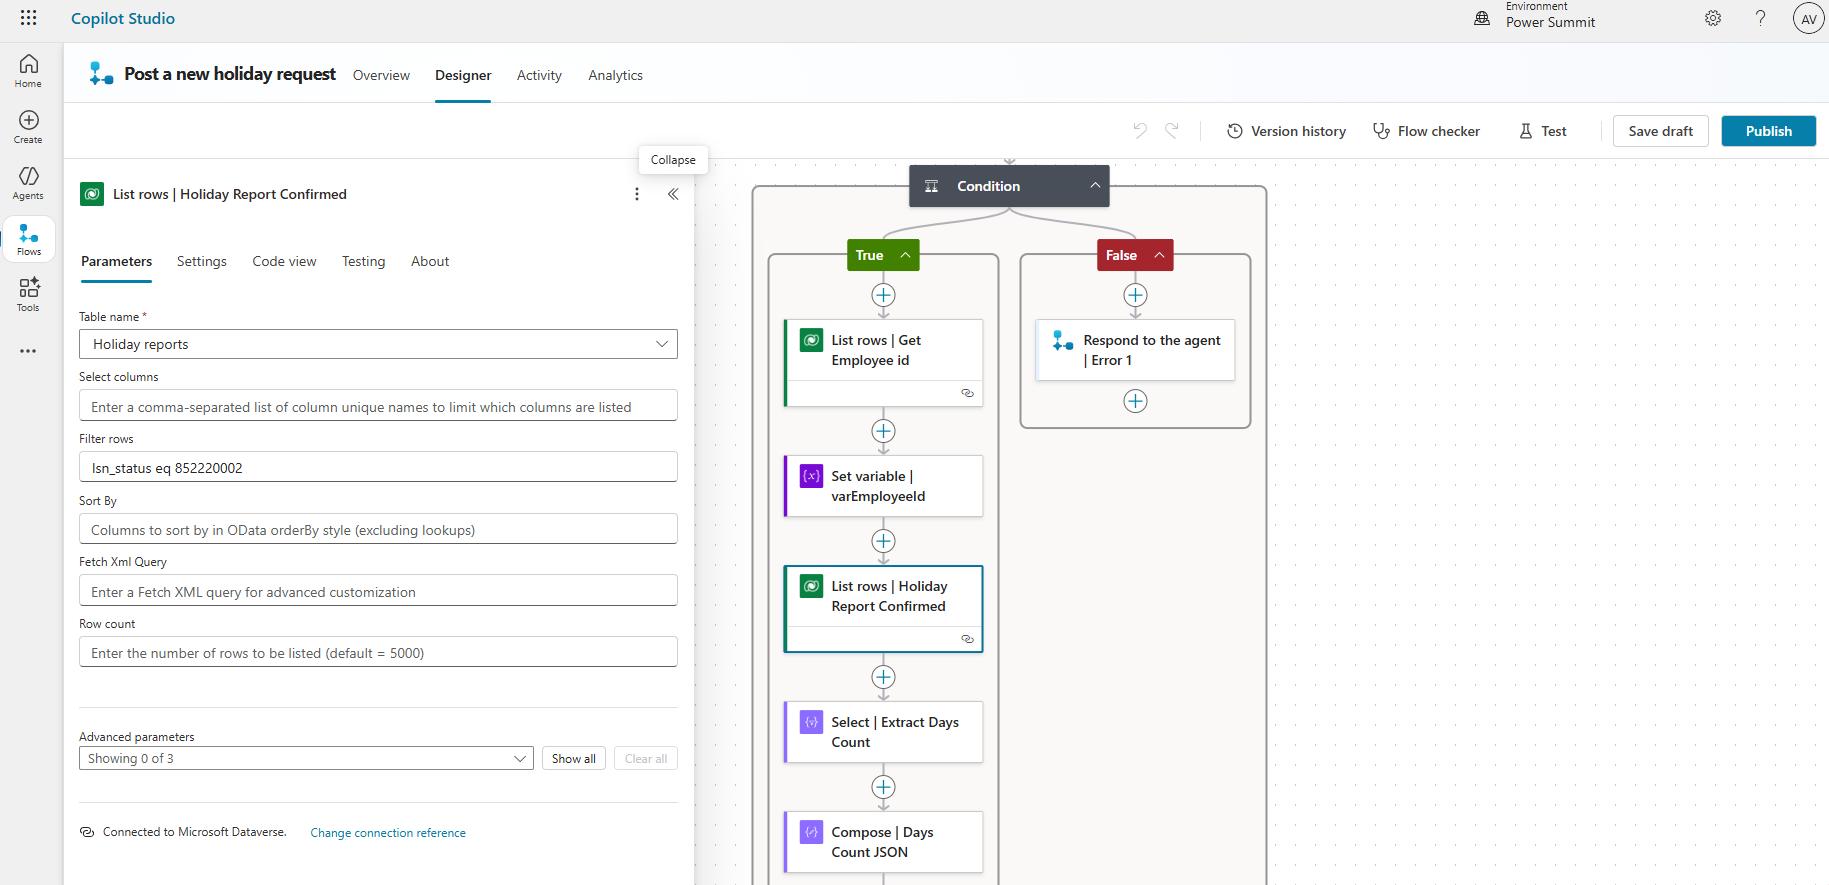 Copilot Studio
Environment
Power Summit
AV
Home
Create
Agents
Flows
Tools
Post a new holiday request
Overview
Designer
Activity
Analytics
Version history
Flow checker
Test
Save draft
Publish
Collapse
List rows | Holiday Report Confirmed
Parameters
Settings
Code view
Testing
About
Table name *
Holiday reports
Select columns
Enter a comma-separated list of column unique names to limit which columns are listed
Filter rows
lsn_status eq 852220002
Sort By
Columns to sort by in OData orderBy style (excluding lookups)
Fetch Xml Query
Enter a Fetch XML query for advanced customization
Row count
Enter the number of rows to be listed (default = 5000)
Advanced parameters
Showing 0 of 3
Show all
Clear all
Connected to Microsoft Dataverse.
Change connection reference
Condition
True
False
List rows | Get
Employee id
Set variable |
varEmployeeId
List rows | Holiday
Report Confirmed
Select | Extract Days
Count
Compose | Days
Count JSON
Respond to the agent
| Error 1